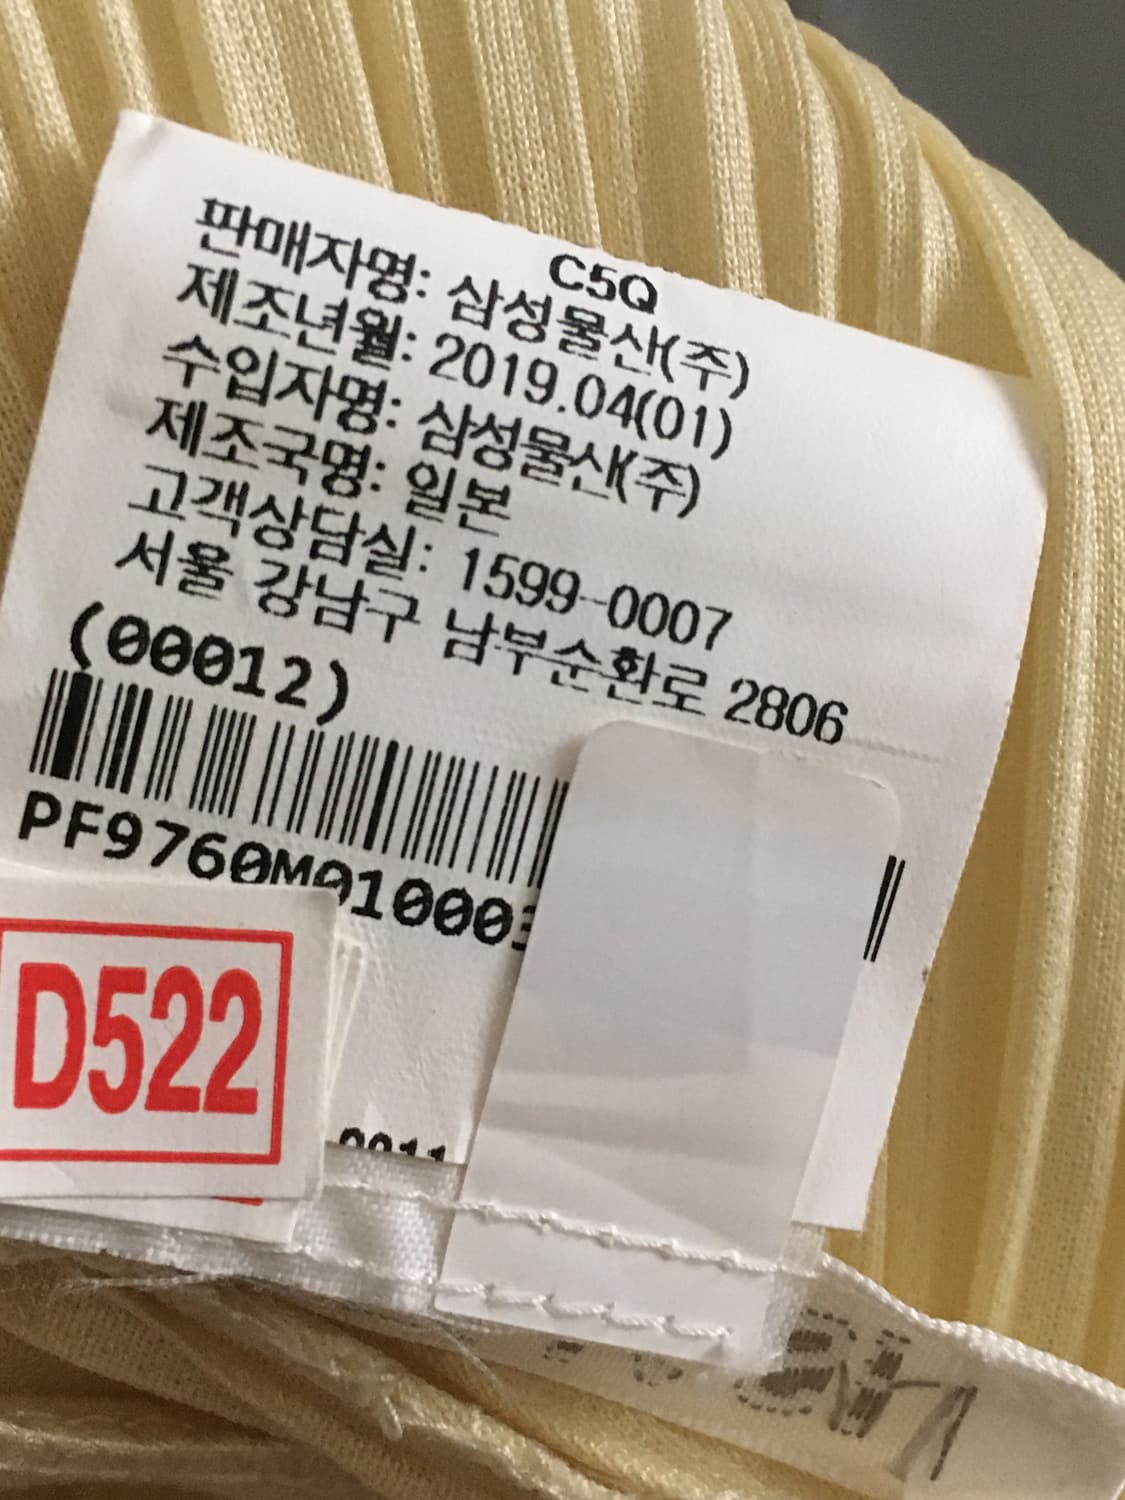 C5Q
판매자명: 삼성물산(주)
제조년월: 2019.04(01)
수입자명: 삼성물산(주)
제조국명: 일본
고객상담실: 1599-0007
서울 강남구 남부순환로 2806
(00012)
PF9760M010003
D522
0011